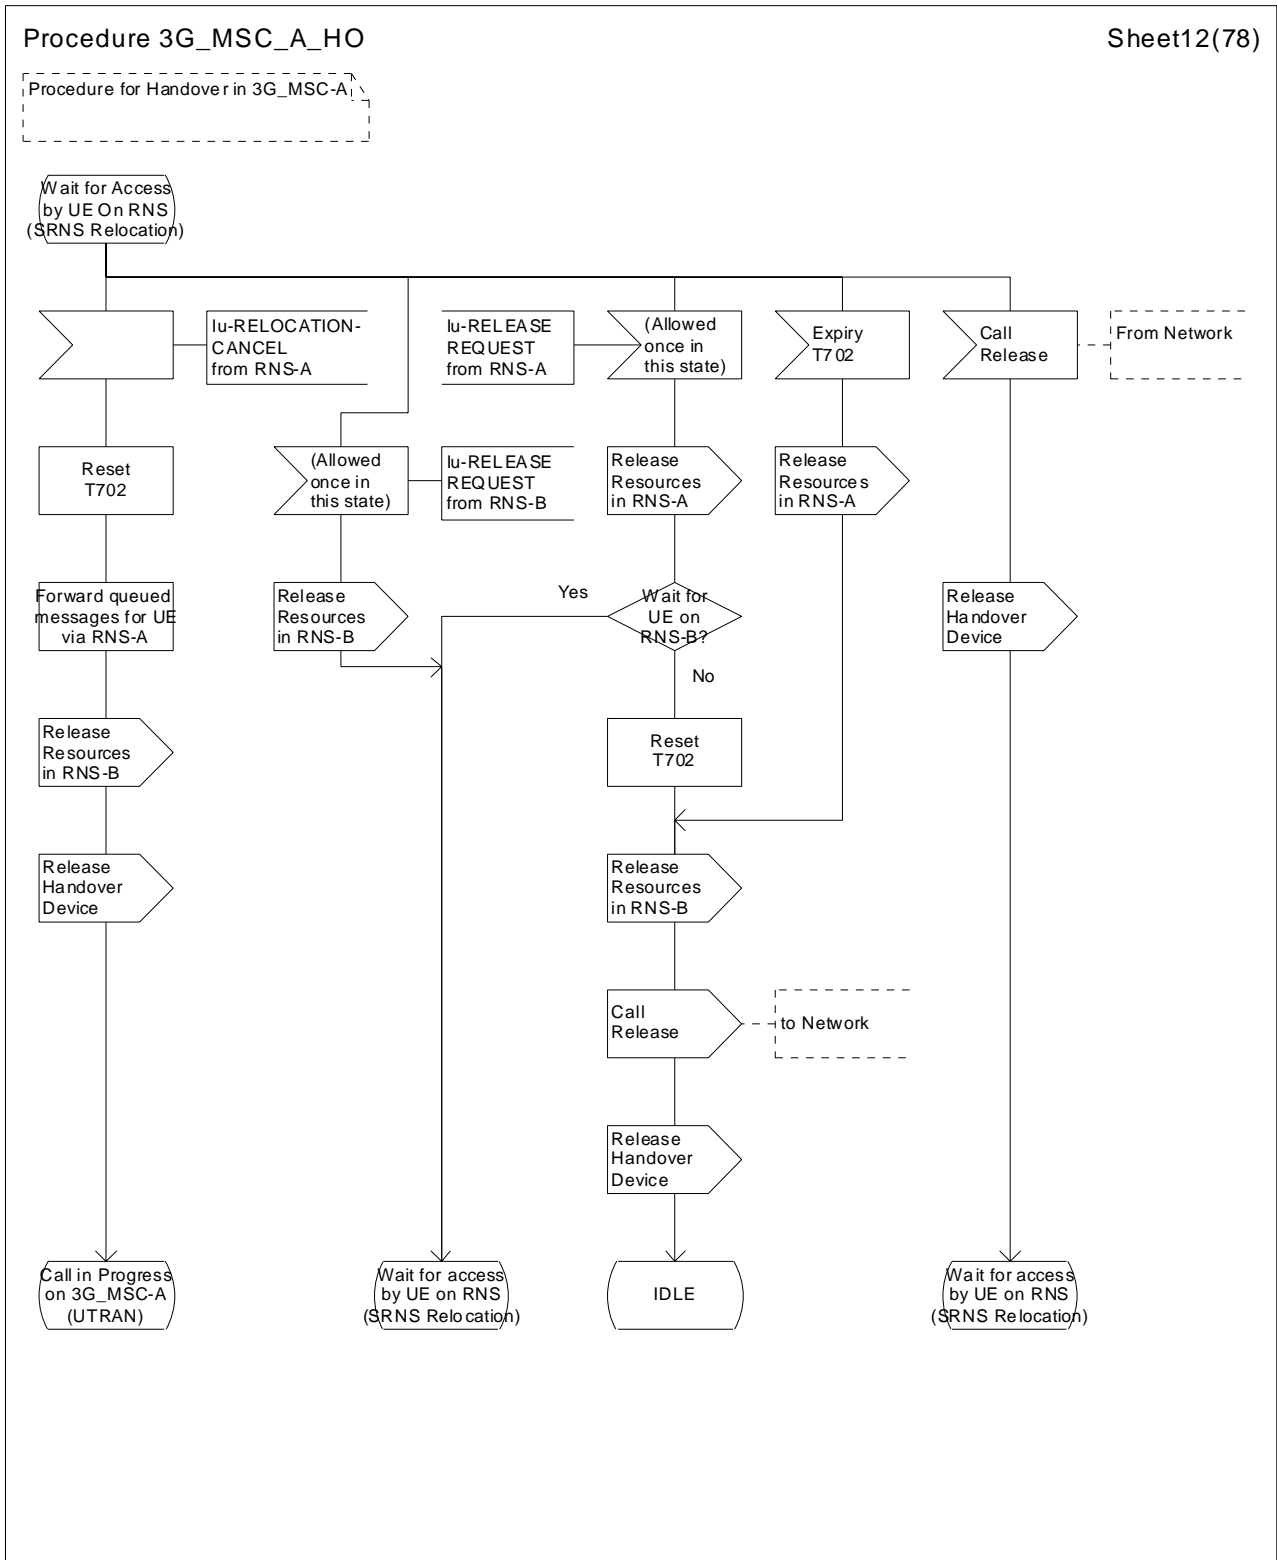 Procedure 3G_MSC_A_HO
Sheet12(78)
Procedure for Handover in 3G_MSC-A
Wait for Access
by UE On RNS
(SRNS Relocation)
Iu-RELOCATION-
CANCEL
from RNS-A
Iu-RELEASE
REQUEST
from RNS-A
(Allowed
once in
this state)
Expiry
T702
Call
Release
From Network
Reset
T702
(Allowed
once in
this state)
Iu-RELEASE
REQUEST
from RNS-B
Release
Resources
in RNS-A
Release
Resources
in RNS-A
Forward queued
messages for UE
via RNS-A
Release
Resources
in RNS-B
Yes
Wait for
UE on
RNS-B?
No
Release
Handover
Device
Release
Resources
in RNS-B
Reset
T702
Release
Handover
Device
Release
Resources
in RNS-B
Call
Release
to Network
Release
Handover
Device
Call in Progress
on 3G_MSC-A
(UTRAN)
Wait for access
by UE on RNS
(SRNS Relocation)
IDLE
Wait for access
by UE on RNS
(SRNS Relocation)